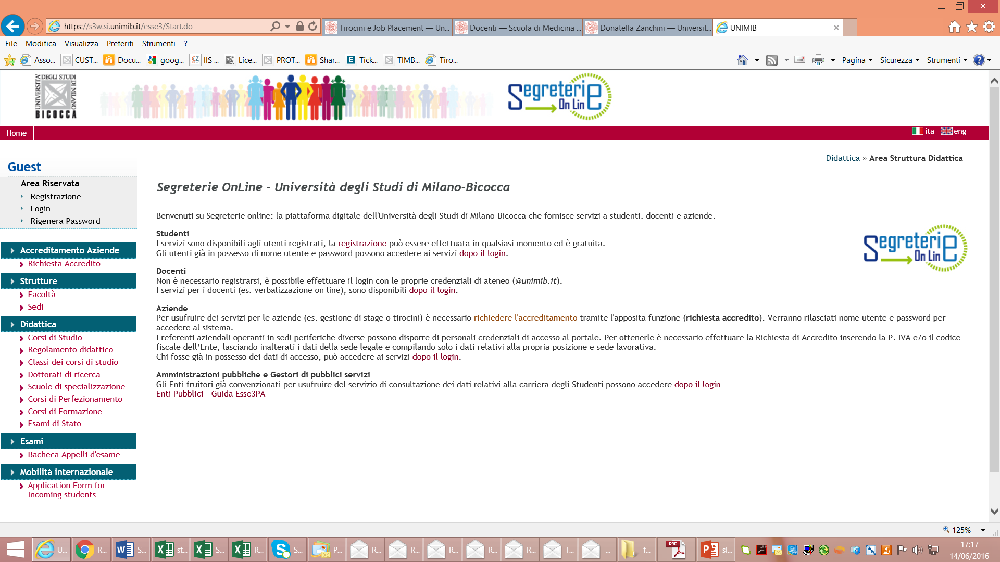 https://s3w.si.unimib.it/esse3/Start.do
Tirocini e Job Placement — Un...
Docenti — Scuola di Medicina ...
Donatella Zanchini — Universit...
UNIMIB
File Modifica Visualizza Preferiti Strumenti ?
Asso... CUST... Docu... goog... IIS ... Lice... PROT... Shar... Tick... TIMB... Tiro...
Pagina Sicurezza Strumenti
UNIVERSITA' DEGLI STUDI DI MILANO
BICOCCA
Segreterie
On Line
Home
ita eng
Didattica » Area Struttura Didattica
Guest
Area Riservata
Registrazione
Login
Rigenera Password
Accreditamento Aziende
Richiesta Accredito
Strutture
Facoltà
Sedi
Didattica
Corsi di Studio
Regolamento didattico
Classi dei corsi di studio
Dottorati di ricerca
Scuole di specializzazione
Corsi di Perfezionamento
Corsi di Formazione
Esami di Stato
Esami
Bacheca Appelli d'esame
Mobilità internazionale
Application Form for
Incoming students
Segreterie OnLine - Università degli Studi di Milano-Bicocca
Benvenuti su Segreterie online: la piattaforma digitale dell'Università degli Studi di Milano-Bicocca che fornisce servizi a studenti, docenti e aziende.
Studenti
I servizi sono disponibili agli utenti registrati, la registrazione può essere effettuata in qualsiasi momento ed è gratuita.
Gli utenti già in possesso di nome utente e password possono accedere ai servizi dopo il login.
Docenti
Non è necessario registrarsi, è possibile effettuare il login con le proprie credenziali di ateneo (@unimib.it).
I servizi per i docenti (es. verbalizzazione on line), sono disponibili dopo il login.
Aziende
Per usufruire dei servizi per le aziende (es. gestione di stage o tirocini) è necessario richiedere l'accreditamento tramite l'apposita funzione (richiesta accredito). Verranno rilasciati nome utente e password per
accedere al sistema.
I referenti aziendali operanti in sedi periferiche diverse possono disporre di personali credenziali di accesso al portale. Per ottenerle è necessario effettuare la Richiesta di Accredito inserendo la P. IVA e/o il codice
fiscale dell’Ente, lasciando inalterati i dati della sede legale e compilando solo i dati relativi alla propria posizione e sede lavorativa.
Chi fosse già in possesso dei dati di accesso, può accedere ai servizi dopo il login.
Amministrazioni pubbliche e Gestori di pubblici servizi
Gli Enti fruitori già convenzionati per usufruire del servizio di consultazione dei dati relativi alla carriera degli Studenti possono accedere dopo il login
Enti Pubblici - Guida Esse3PA
Segreterie
On Line
125%
U... R... S... st... S... R... S... P... R... R... R... R... R... T... ... f... PDF sl...
17:17
14/06/2016